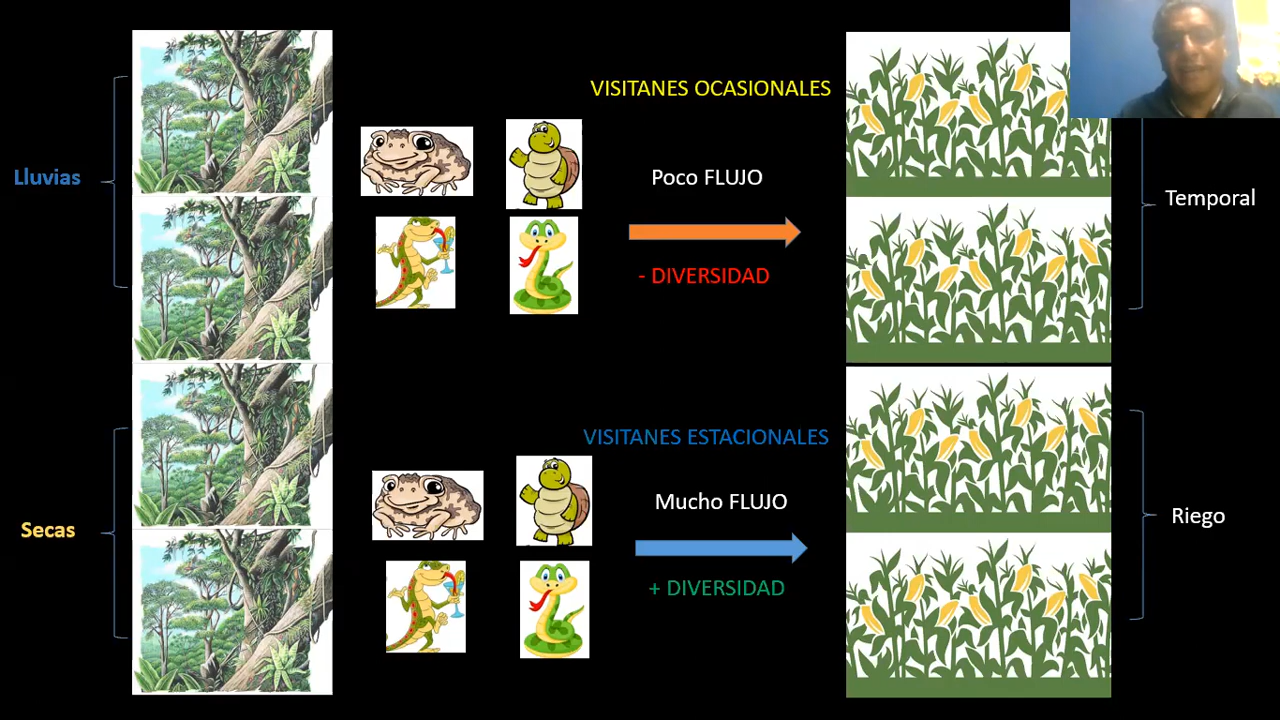 VISITANES OCASIONALES
Lluvias
Poco FLUJO
Temporal
- DIVERSIDAD
VISITANES ESTACIONALES
Mucho FLUJO
Secas
Riego
+ DIVERSIDAD